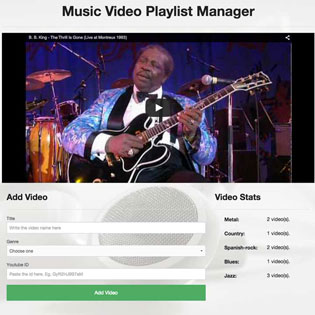 Music Video Playlist Manager
B. B. King - The Thrill Is Gone (Live at Montreux 1993)
Add Video
Title
Write the video name here
Genre
Choose one
Youtube ID
Paste the id here. Eg.
Add Video
Video Stats
Metal: 2 video(s).
Country: 1 video(s).
Spanish-rock: 2 video(s).
Blues: 1 video(s).
Jazz: 3 video(s).